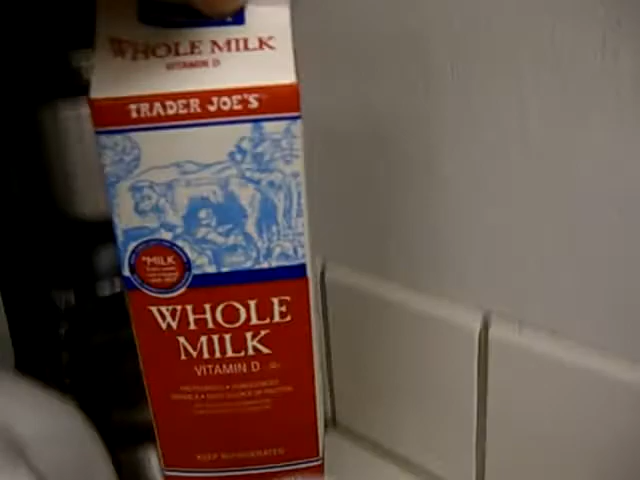 WHOLE MILK
VITAMIN D
TRADER JOE'S
"MILK
WHOLE
MILK
VITAMIN D
KEEP REFRIGERATED